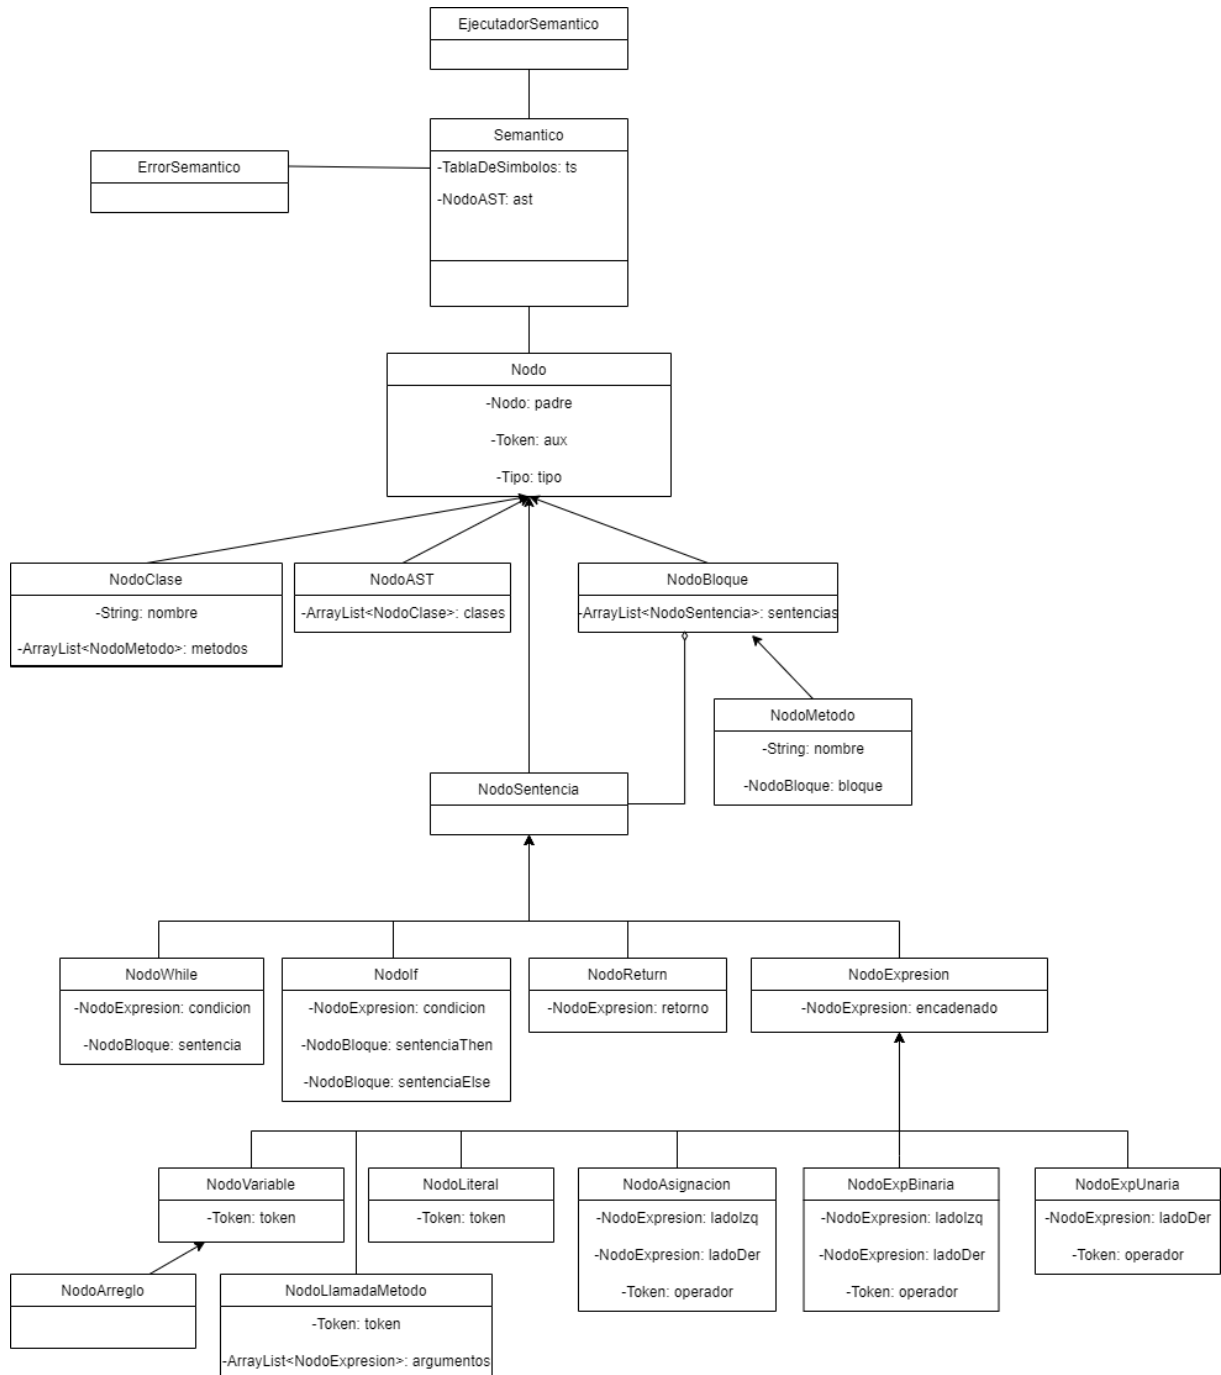 EjecutadorSemantico
Semantico
-TablaDeSimbolos: ts
-NodoAST: ast
ErrorSemantico
Nodo
-Nodo: padre
-Token: aux
-Tipo: tipo
NodoClase
-String: nombre
-ArrayList<NodoMetodo>: metodos
NodoAST
-ArrayList<NodoClase>: clases
NodoBloque
-ArrayList<NodoSentencia>: sentencias
NodoMetodo
-String: nombre
-NodoBloque: bloque
NodoSentencia
NodoWhile
-NodoExpresion: condicion
-NodoBloque: sentencia
NodoIf
-NodoExpresion: condicion
-NodoBloque: sentenciaThen
-NodoBloque: sentenciaElse
NodoReturn
-NodoExpresion: retorno
NodoExpresion
-NodoExpresion: encadenado
NodoVariable
-Token: token
NodoLiteral
-Token: token
NodoAsignacion
-NodoExpresion: ladoIzq
-NodoExpresion: ladoDer
-Token: operador
NodoExpBinaria
-NodoExpresion: ladoIzq
-NodoExpresion: ladoDer
-Token: operador
NodoExpUnaria
-NodoExpresion: ladoDer
-Token: operador
NodoArreglo
NodoLlamadaMetodo
-Token: token
-ArrayList<NodoExpresion>: argumentos